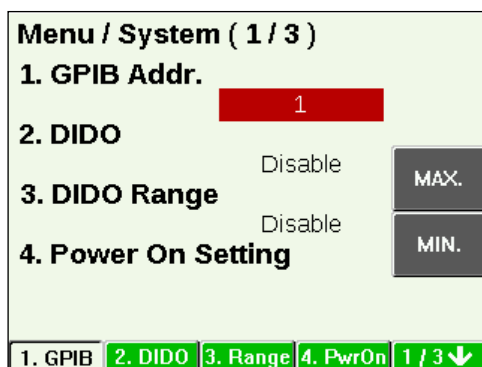 Menu / System ( 1 / 3 )
1. GPIB Addr.
1
2. DIDO
Disable
MAX.
3. DIDO Range
Disable
MIN.
4. Power On Setting
1. GPIB 2. DIDO 3. Range 4. PwrOn 1 / 3 ↓